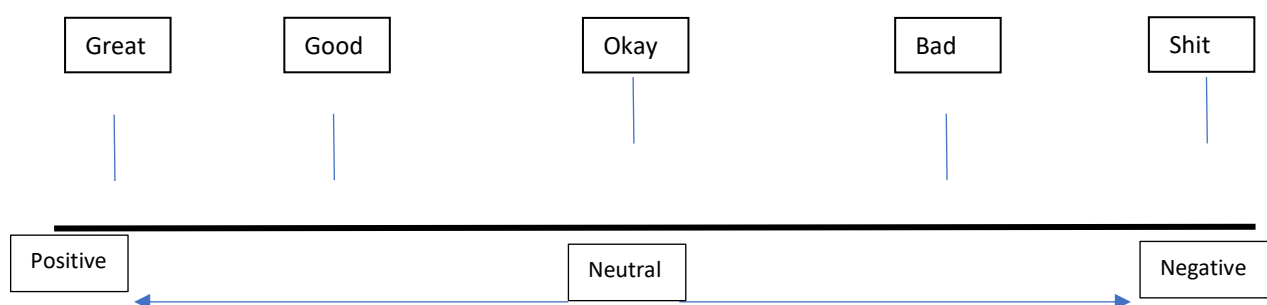 Great
Good
Okay
Bad
Shit
Positive
Neutral
Negative